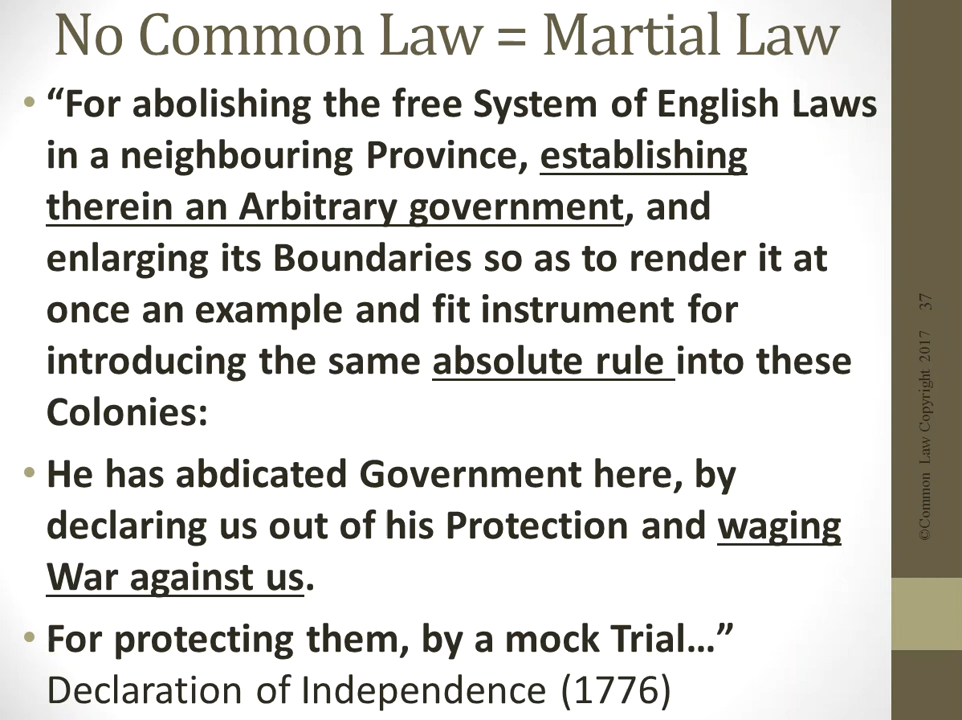 No Common Law = Martial Law
• “For abolishing the free System of English Laws
in a neighbouring Province, establishing
therein an Arbitrary government, and
enlarging its Boundaries so as to render it at
once an example and fit instrument for
introducing the same absolute rule into these
Colonies:
• He has abdicated Government here, by
declaring us out of his Protection and waging
War against us.
• For protecting them, by a mock Trial…”
Declaration of Independence (1776)
©Common Law Copyright 2017 37